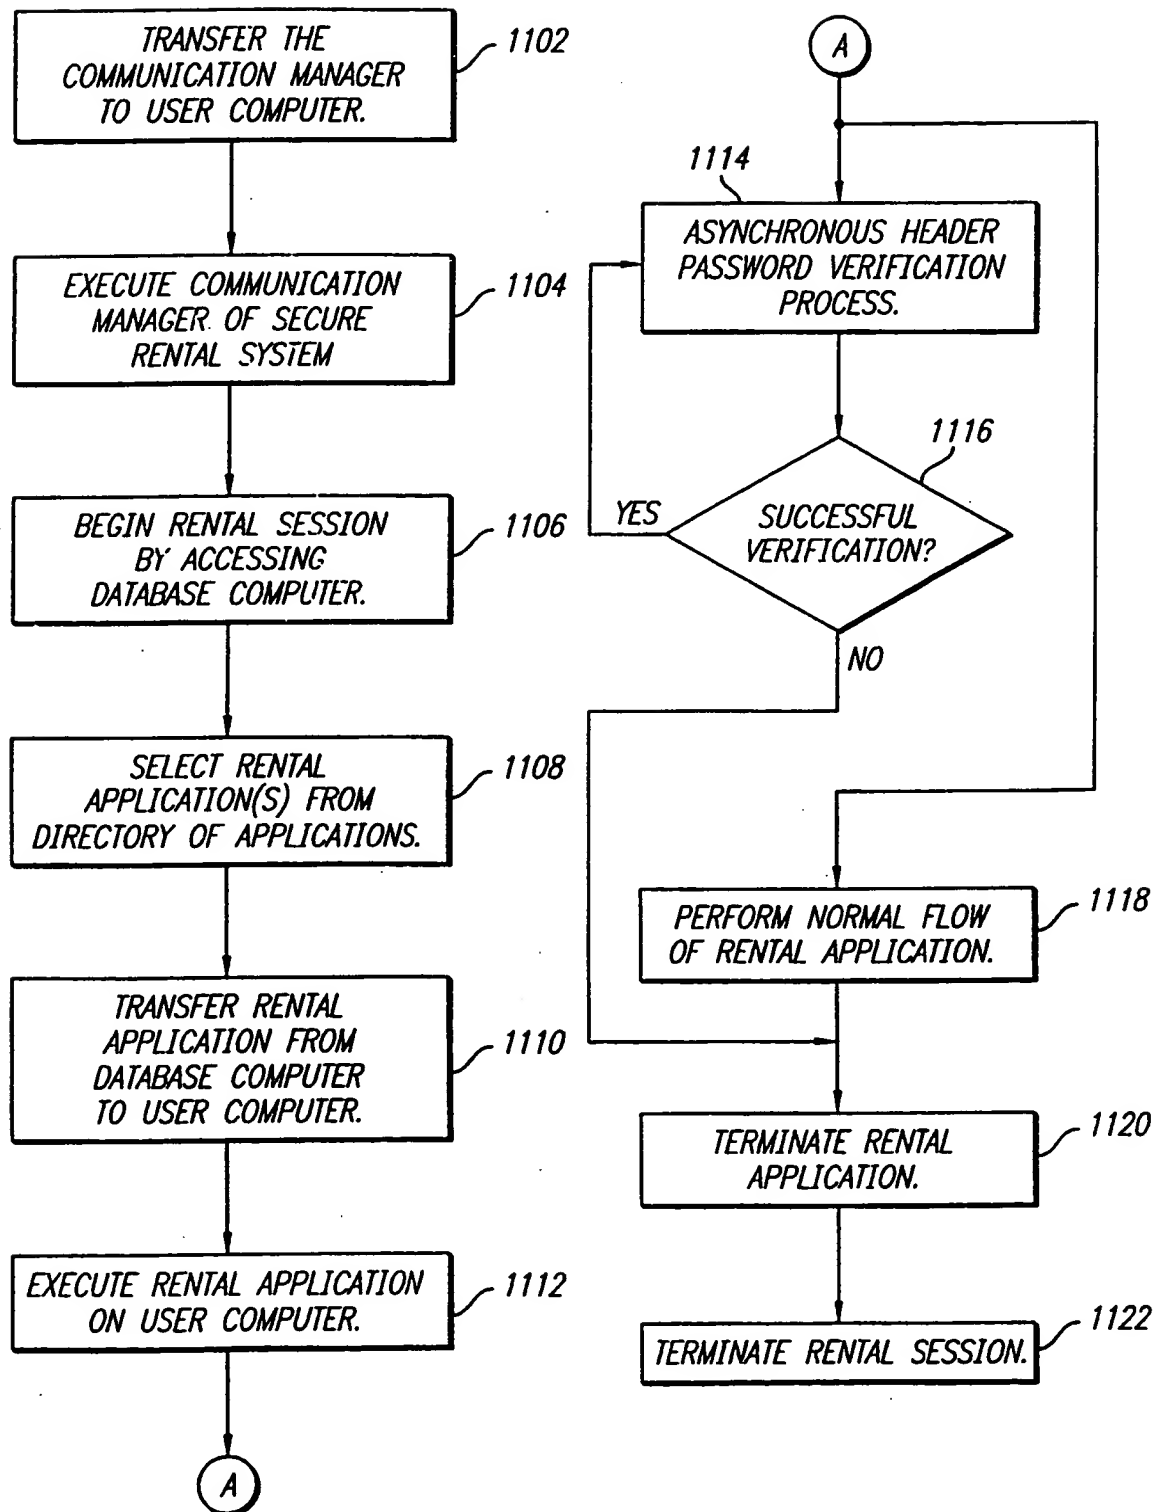 TRANSFER THE
COMMUNICATION MANAGER
TO USER COMPUTER.
1102
EXECUTE COMMUNICATION
MANAGER OF SECURE
RENTAL SYSTEM
1104
BEGIN RENTAL SESSION
BY ACCESSING
DATABASE COMPUTER.
1106
SELECT RENTAL
APPLICATION(S) FROM
DIRECTORY OF APPLICATIONS.
1108
TRANSFER RENTAL
APPLICATION FROM
DATABASE COMPUTER
TO USER COMPUTER.
1110
EXECUTE RENTAL APPLICATION
ON USER COMPUTER.
1112
A
A
1114
ASYNCHRONOUS HEADER
PASSWORD VERIFICATION
PROCESS.
1116
YES
SUCCESSFUL
VERIFICATION?
NO
PERFORM NORMAL FLOW
OF RENTAL APPLICATION.
1118
TERMINATE RENTAL
APPLICATION.
1120
TERMINATE RENTAL SESSION.
1122